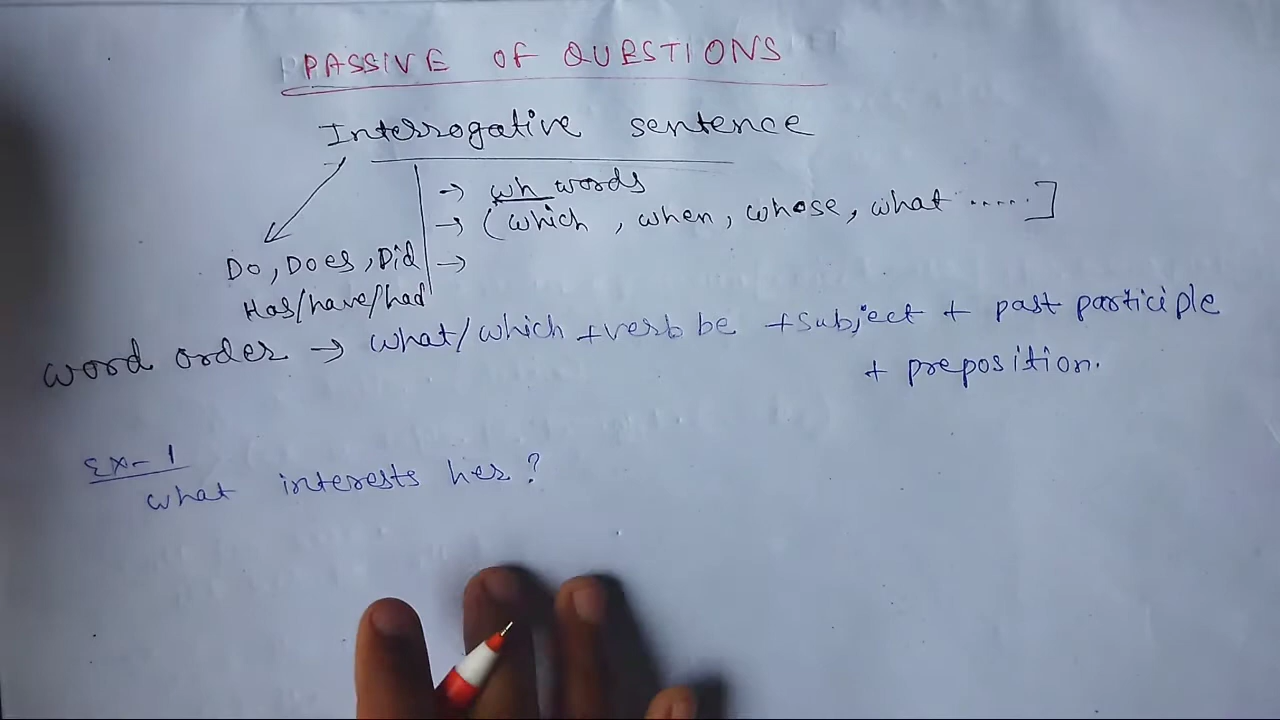 PASSIVE OF QUESTIONS
Interrogative sentence
→ wh words
→ (which, when, whose, what .....]
Do, Does, Did →
Has/have/had
word order → what/which + verb be + subject + past participle
+ preposition.
Ex-1
what interests her?